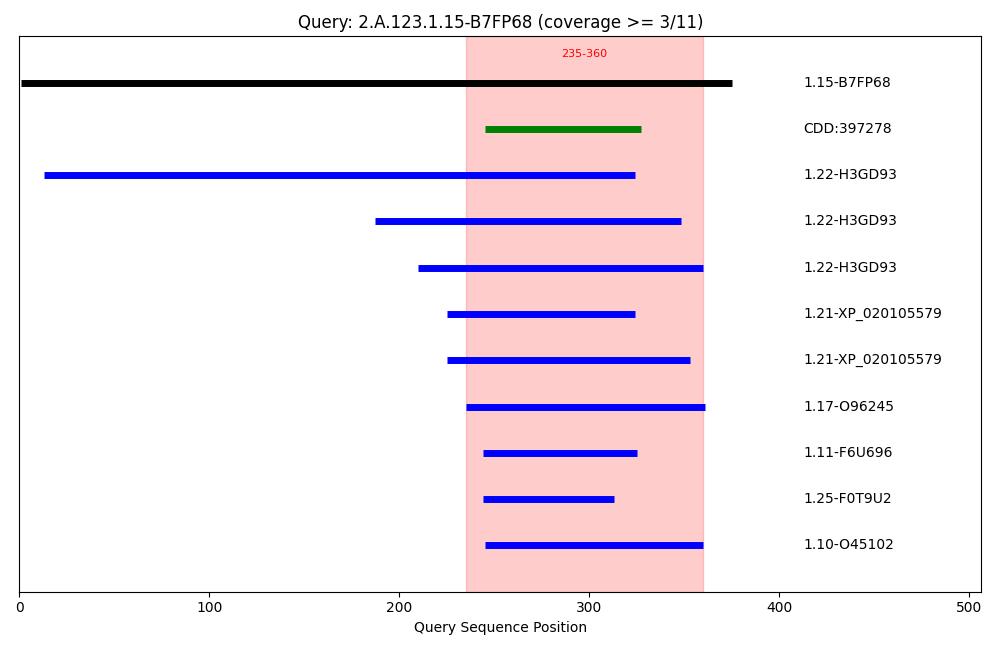 Query: 2.A.123.1.15-B7FP68 (coverage >= 3/11)
235-360
1.15-B7FP68
CDD:397278
1.22-H3GD93
1.22-H3GD93
1.22-H3GD93
1.21-XP_020105579
1.21-XP_020105579
1.17-O96245
1.11-F6U696
1.25-F0T9U2
1.10-O45102
0 100 200 300 400 500
Query Sequence Position